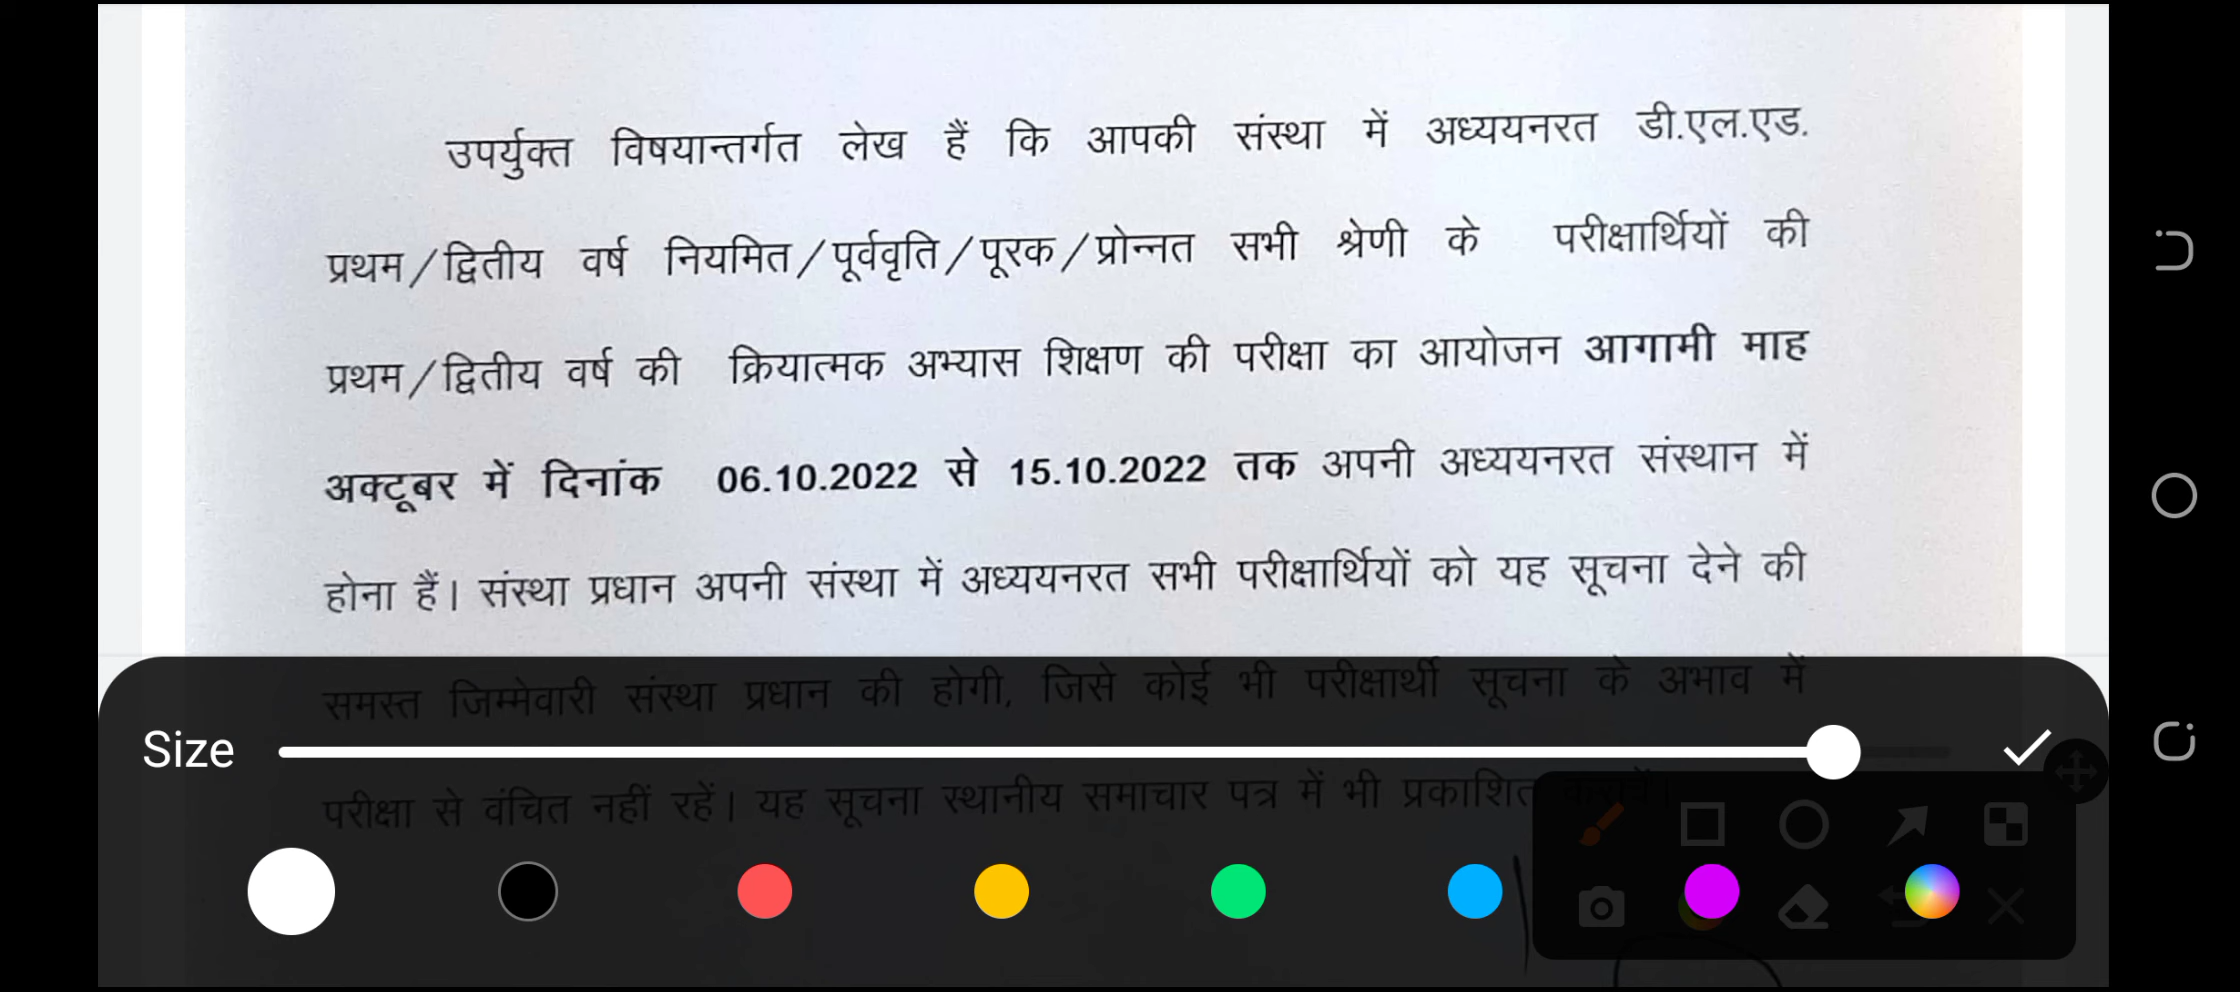 उपर्युक्त विषयान्तर्गत लेख हैं कि आपकी संस्था में अध्ययनरत डी.एल.एड.
प्रथम/द्वितीय वर्ष नियमित/पूर्ववृति/पूरक/प्रोन्नत सभी श्रेणी के परीक्षार्थियों की
प्रथम/द्वितीय वर्ष की क्रियात्मक अभ्यास शिक्षण की परीक्षा का आयोजन आगामी माह
अक्टूबर में दिनांक 06.10.2022 से 15.10.2022 तक अपनी अध्ययनरत संस्थान में
होना हैं। संस्था प्रधान अपनी संस्था में अध्ययनरत सभी परीक्षार्थियों को यह सूचना देने की
समस्त जिम्मेवारी संस्था प्रधान की होगी, जिसे कोई भी परीक्षार्थी सूचना के अभाव में
Size
परीक्षा से वंचित नहीं रहें। यह सूचना स्थानीय समाचार पत्र में भी प्रकाशित करावें।